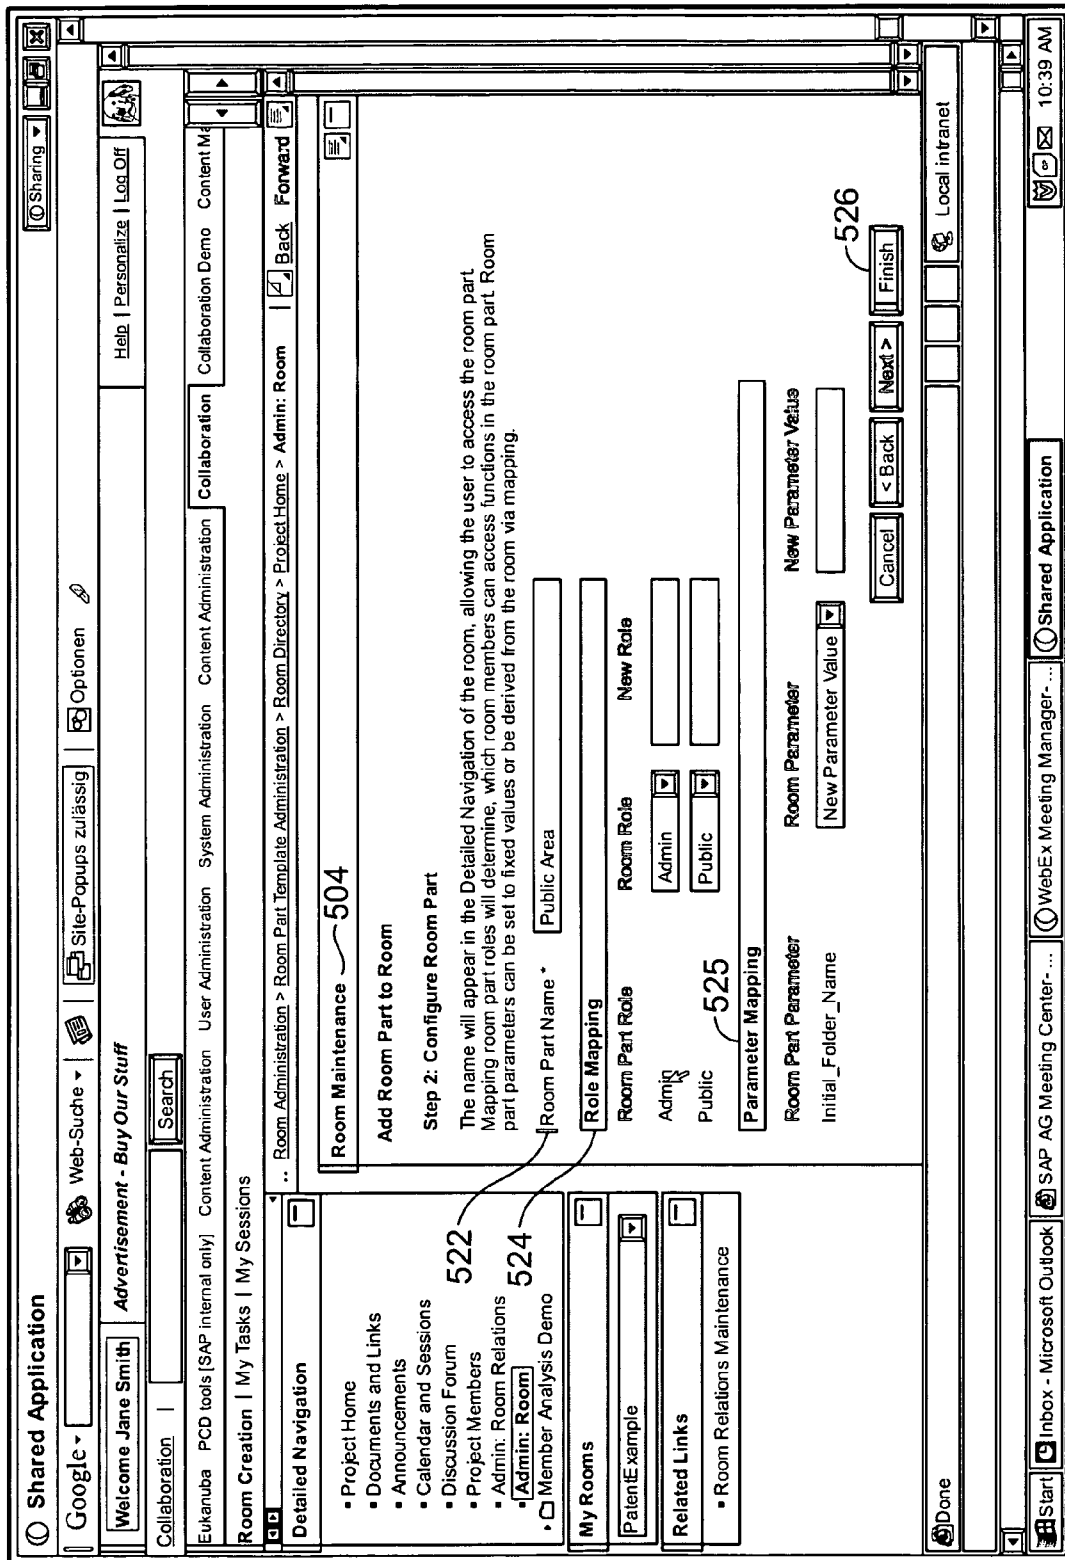 Shared Application
Sharing
Google Web-Suche Site-Popups zulässig Optionen
Welcome Jane Smith Advertisement - Buy Our Stuff Help | Personalize | Log Off
Collaboration | Search
Eukanuba PCD tools [SAP internal only] Content Administration User Administration System Administration Content Administration Collaboration Collaboration Demo Content Ma
Room Creation | My Tasks | My Sessions
Room Administration > Room Part Template Administration > Room Directory > Project Home > Admin: Room | Back Forward
Detailed Navigation
Project Home
Documents and Links
Announcements
Calendar and Sessions
Discussion Forum
Project Members
Admin: Room Relations
Admin: Room
Member Analysis Demo
My Rooms
PatentExample
Related Links
Room Relations Maintenance
Room Maintenance 504
Add Room Part to Room
Step 2: Configure Room Part
The name will appear in the Detailed Navigation of the room, allowing the user to access the room part.
Mapping room part roles will determine, which room members can access functions in the room part. Room
part parameters can be set to fixed values or be derived from the room via mapping.
522
Room Part Name * Public Area
524
Role Mapping
Room Part Role Room Role New Role
Admin Admin
Public Public
525
Parameter Mapping
Room Part Parameter Room Parameter New Parameter Value
Initial_Folder_Name New Parameter Value
526
Cancel < Back Next > Finish
Done Local intranet
Start Inbox - Microsoft Outlook SAP AG Meeting Center- ... WebEx Meeting Manager- ... Shared Application 10:39 AM